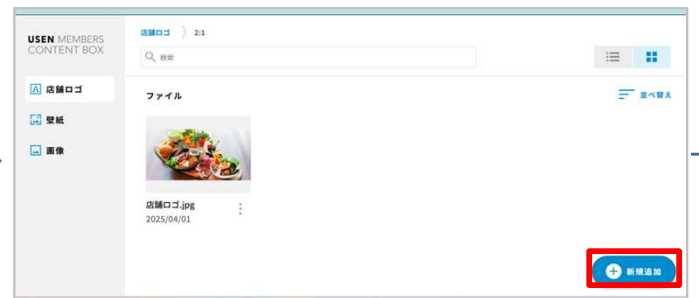 USEN MEMBERS
CONTENT BOX
店舗ロゴ 〉 2:1
検索
店舗ロゴ
壁紙
画像
ファイル
並べ替え
店舗ロゴ.jpg
2025/04/01
新規追加